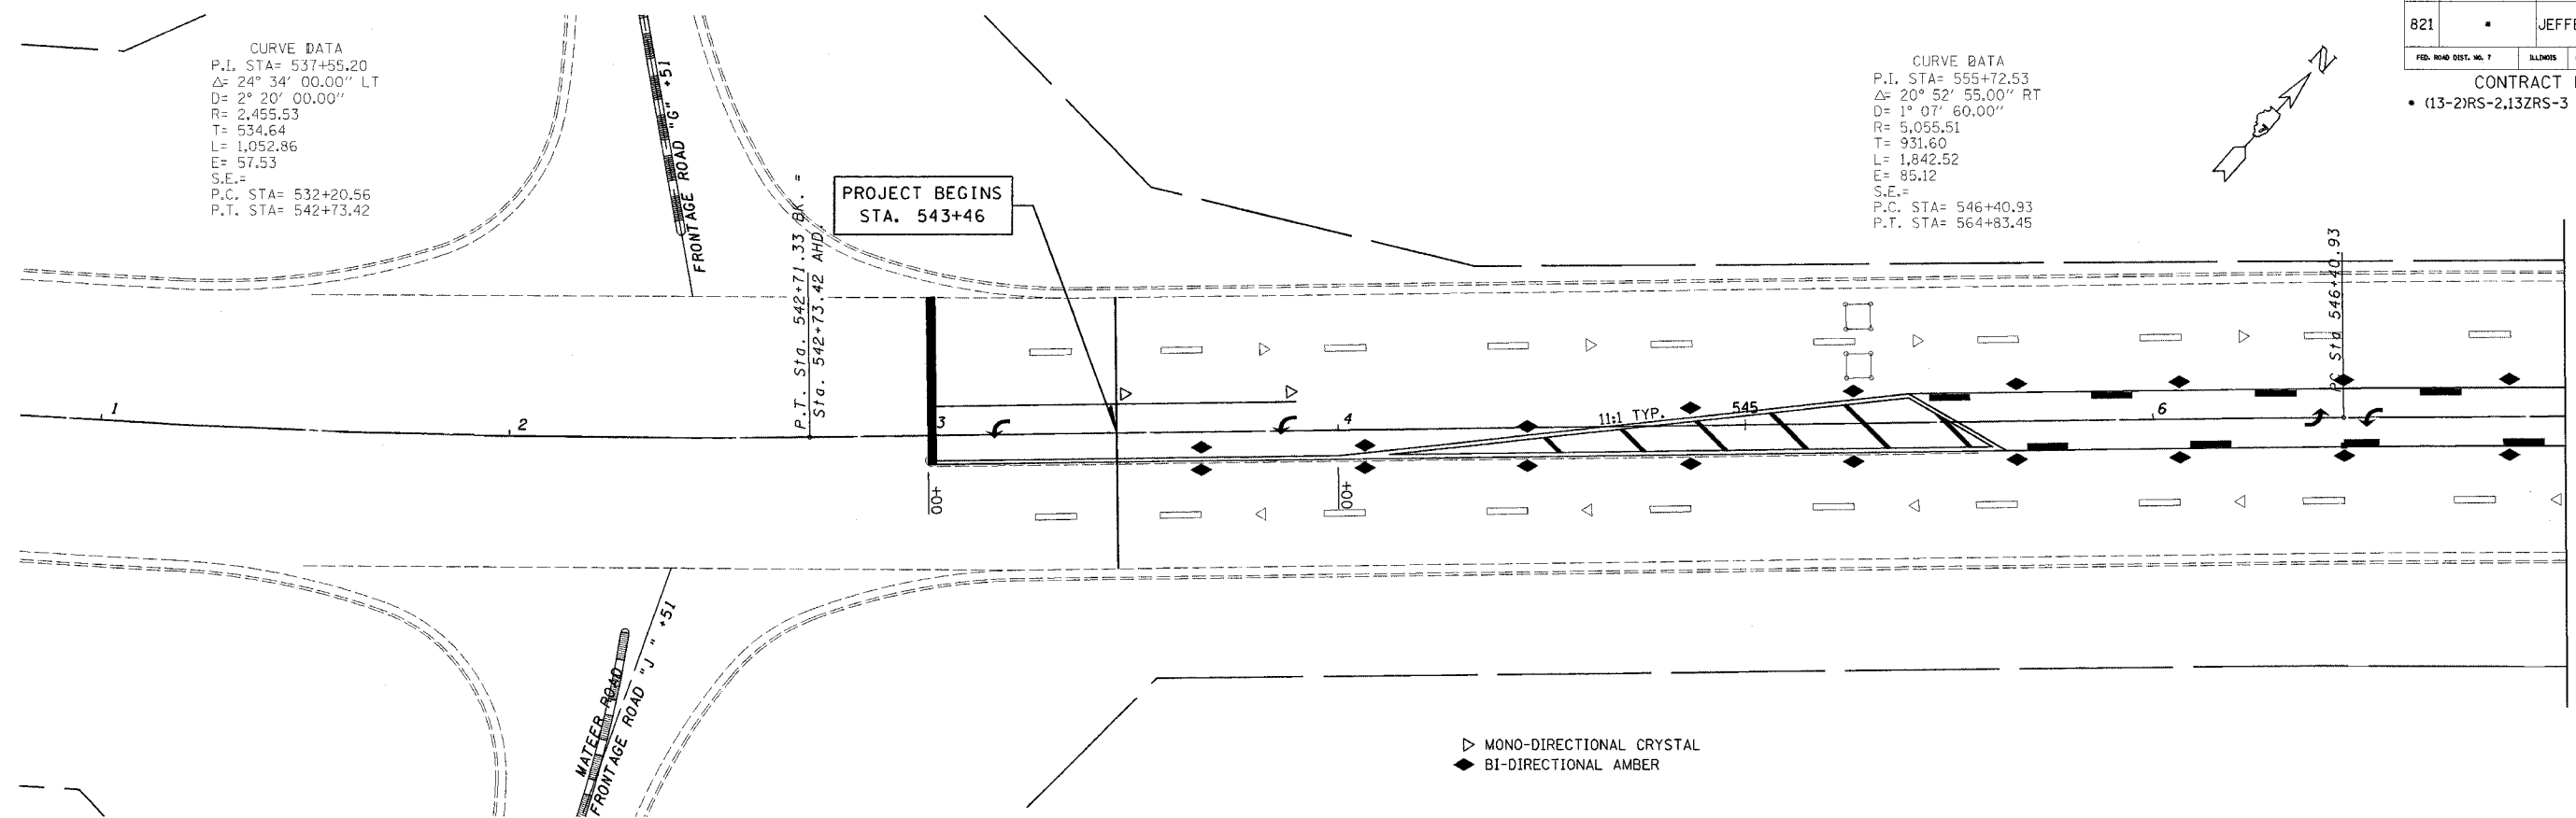 CURVE DATA
P.I. STA= 537+55.20
Δ= 24° 34' 00.00" LT
D= 2° 20' 00.00"
R= 2,455.53
T= 534.64
L= 1,052.86
E= 57.53
S.E.=
P.C. STA= 532+20.56
P.T. STA= 542+73.42
FRONTAGE ROAD "G" +51
P.T. Sta. 542+71.33 BK. =
Sta. 542+73.42 AHD.
PROJECT BEGINS
STA. 543+46
CURVE DATA
P.I. STA= 555+72.53
Δ= 20° 52' 55.00" RT
D= 1° 07' 60.00"
R= 5,055.51
T= 931.60
L= 1,842.52
E= 85.12
S.E.=
P.C. STA= 546+40.93
P.T. STA= 564+83.45
N
821 * JEFFE
FED. ROAD DIST. NO. 7 ILLINOIS
CONTRACT
• (13-2)RS-2,13ZRS-3
PC Sta 546+40.93
1
2
3
4
11:1 TYP.
545
6
+00
+00
MATEER ROAD
FRONTAGE ROAD "J" +51
MONO-DIRECTIONAL CRYSTAL
BI-DIRECTIONAL AMBER